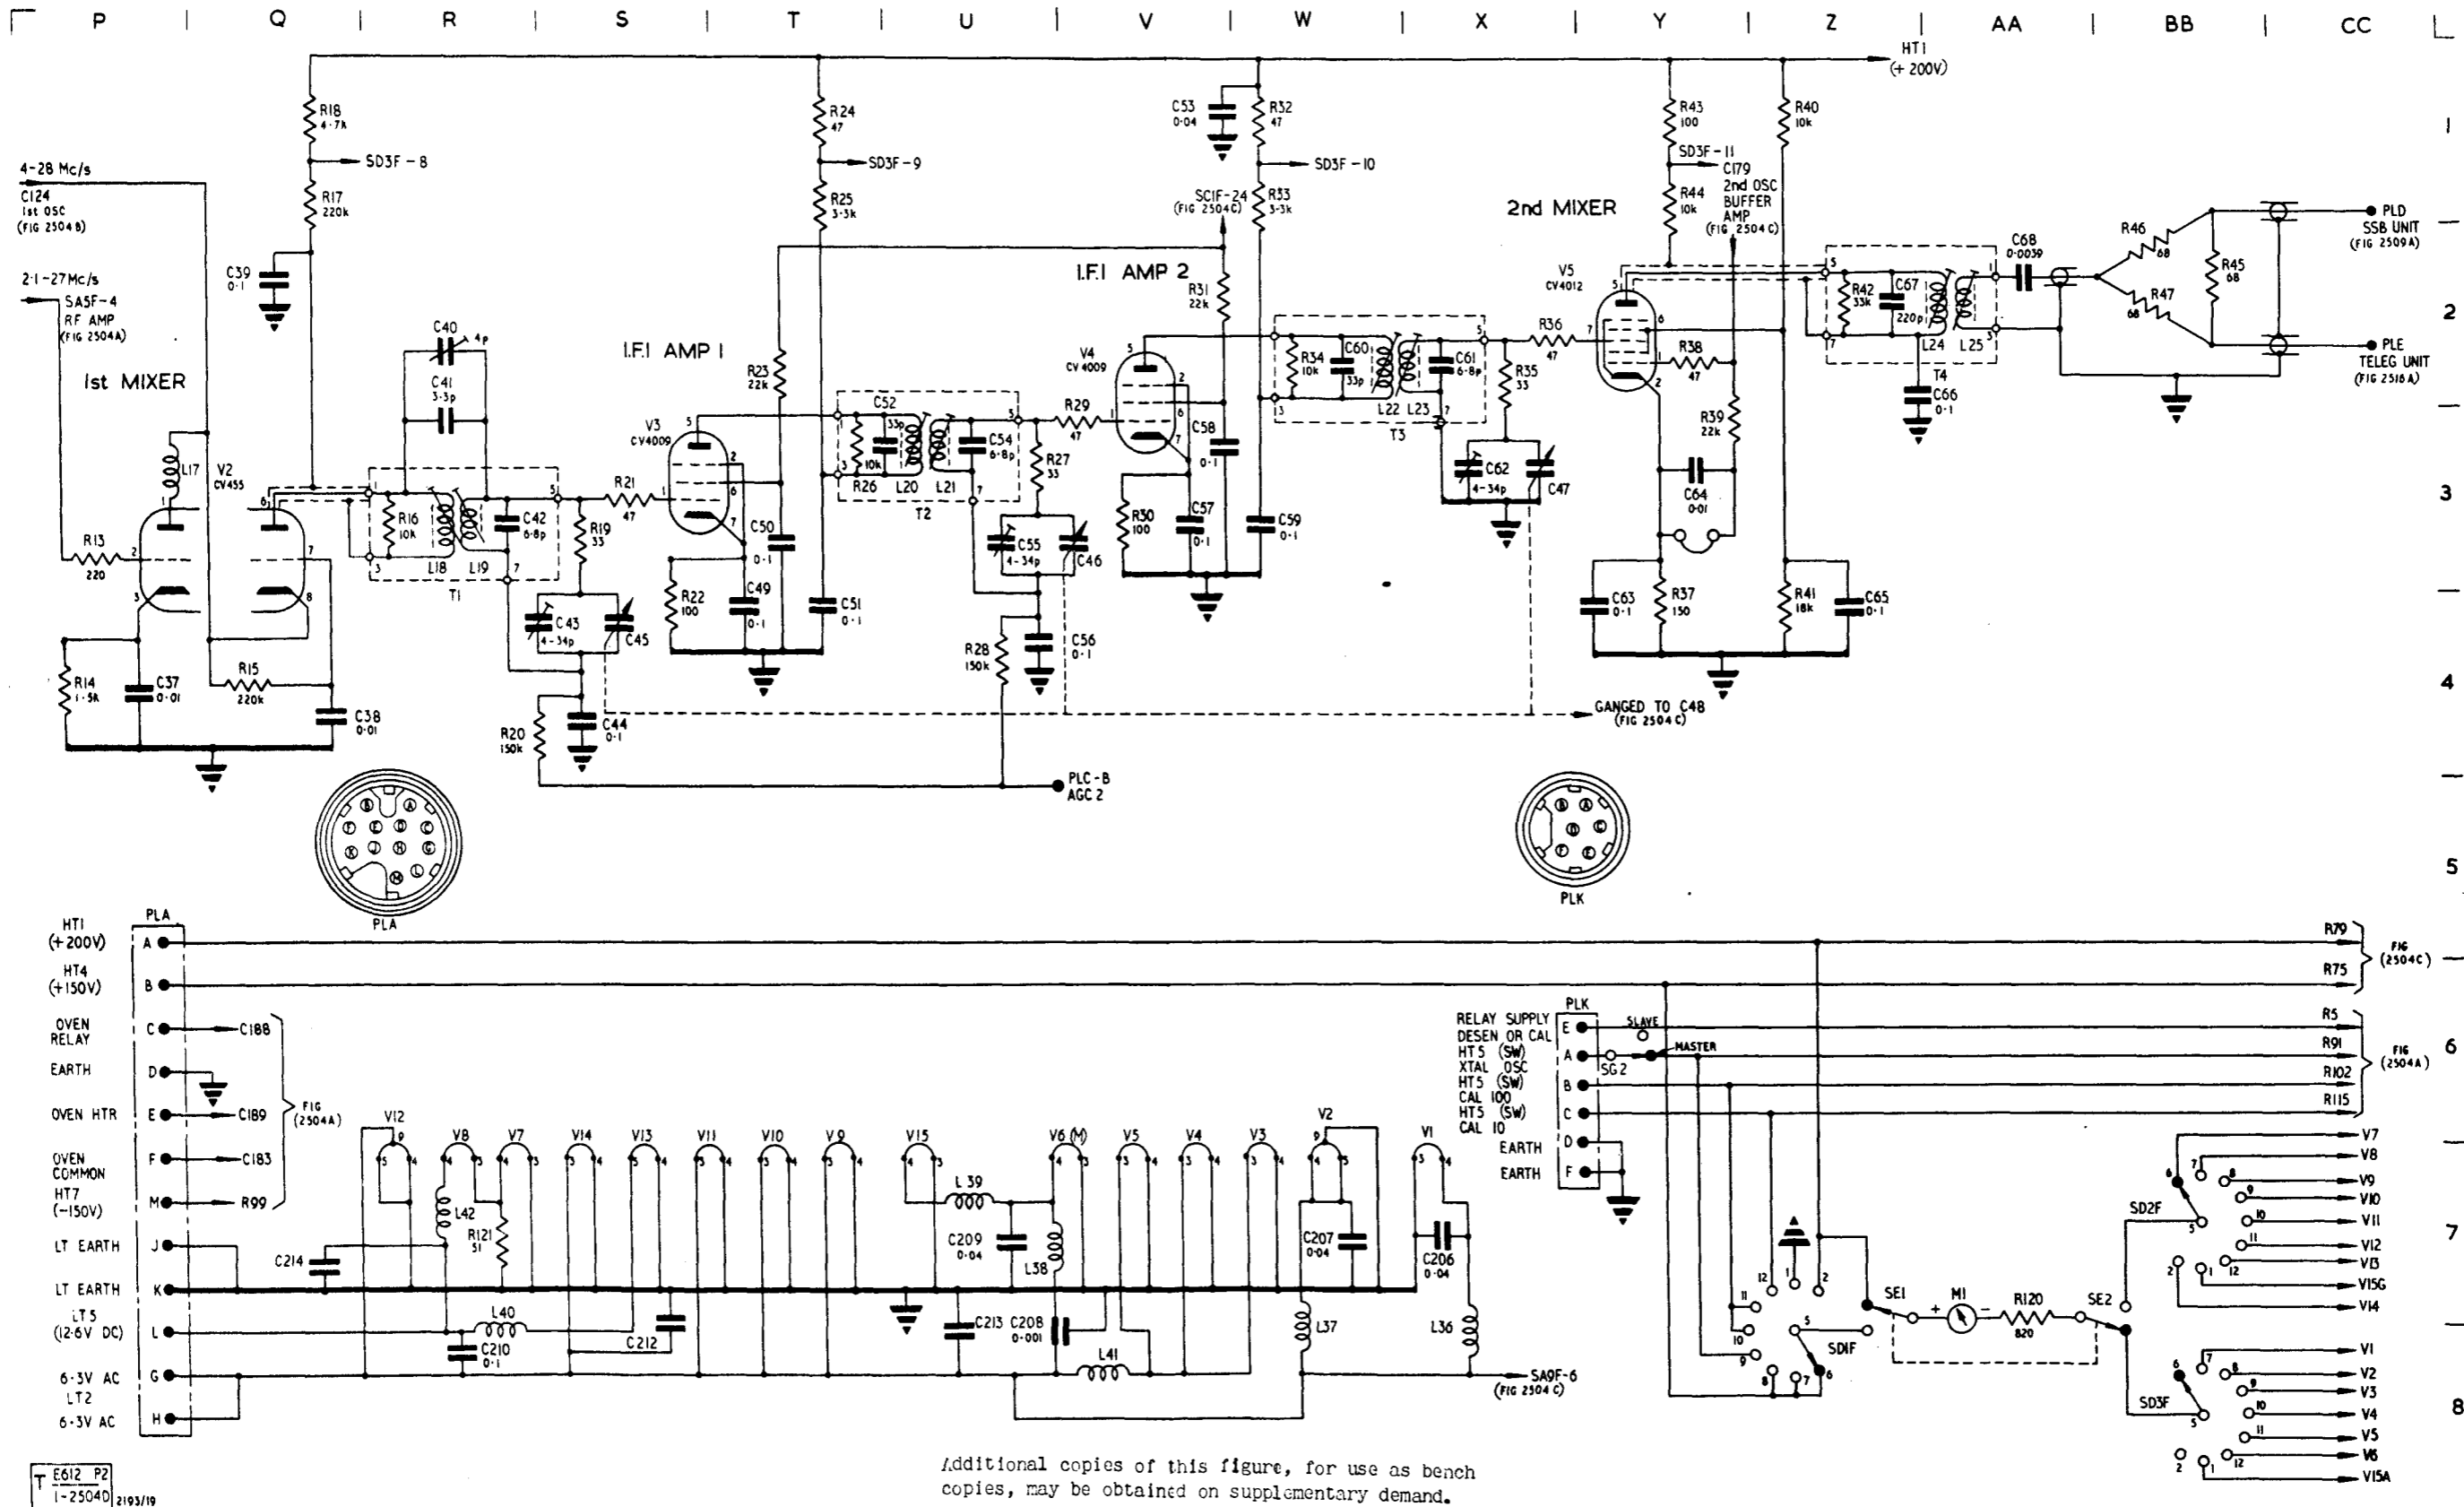 P Q R S T U V W X Y Z AA BB CC
HT1
(+ 200V)
R18
4·7k
R24
47
C53
0·04
R32
47
R43
100
R40
10k
1
4-28 Mc/s
C124
1st OSC
(FIG 2504B)
SD3F-8
SD3F-9
SD3F-10
SD3F-11
C179
2nd OSC
BUFFER
AMP
(FIG 2504C)
R17
220k
R25
3·3k
SC1F-24
(FIG 2504C)
R33
3·3k
R44
10k
2nd MIXER
PLD
SSB UNIT
(FIG 2509A)
2·1-27Mc/s
SA5F-4
RF AMP
(FIG 2504A)
C39
0·1
I.F.1 AMP 2
R31
22k
V5
CV4012
C68
0·0039
R46
68
R45
68
R47
68
2
1st MIXER
C40
4p
C41
3·3p
I.F.1 AMP 1
R23
22k
V4
CV4009
R34
10k
C60
33p
L22
L23
T3
C61
6·8p
R36
47
R35
33
R38
47
R42
33k
C67
220p
L24
L25
T4
C66
0·1
PLE
TELEG UNIT
(FIG 2516A)
L17
V2
CV455
V3
CV4009
C52
33p
10k
R26
L20
L21
T2
C54
6·8p
R29
47
R27
33
C58
0·1
C62
4-34p
C47
R39
22k
C64
0·01
3
R13
220
R16
10k
L18
L19
T1
C42
6·8p
R21
47
R19
33
C50
0·1
C55
4-34p
C46
R30
100
C57
0·1
C59
0·1
C43
4-34p
C45
R22
100
C49
0·1
C51
0·1
R28
150k
C56
0·1
C63
0·1
R37
150
R41
18k
C65
0·1
R14
1·5k
C37
0·01
R15
220k
C38
0·01
R20
150k
C44
0·1
GANGED TO C48
(FIG 2504C)
4
PLC-B
AGC 2
B A
F E D C
K J H G
M L
PLA
B A
D C
F E
PLK
5
PLA
HT1
(+200V)
A
HT4
(+150V)
B
OVEN
RELAY
C
C188
EARTH
D
OVEN HTR
E
C189
FIG
(2504A)
OVEN
COMMON
F
C183
HT7
(-150V)
M
R99
LT EARTH
J
LT EARTH
K
LT5
(12·6V DC)
L
6·3V AC
G
LT2
6·3V AC
H
R79
R75
FIG
(2504C)
PLK
RELAY SUPPLY
DESEN OR CAL
E
SLAVE
HT5 (SW)
XTAL OSC
A
SG2
MASTER
HT5 (SW)
CAL 100
B
HT5 (SW)
CAL 10
C
EARTH
D
EARTH
F
R5
R91
R102
R115
FIG
(2504A)
6
V12
V8
V7
V14
V13
V11
V10
V9
V15
V6(M)
V5
V4
V3
V2
V1
L42
R121
51
C214
L39
C209
0·04
L38
C207
0·04
C206
0·04
L40
C210
0·1
C212
C213
C208
0·001
L41
L37
L36
SA9F-6
(FIG 2504C)
SD1F
SE1
M1
R120
820
SE2
SD2F
SD3F
V7
V8
V9
V10
V11
V12
V13
V15G
V14
7
V1
V2
V3
V4
V5
V6
V15A
8
T E612 P2
1-2504D
2193/19
Additional copies of this figure, for use as bench
copies, may be obtained on supplementary demand.